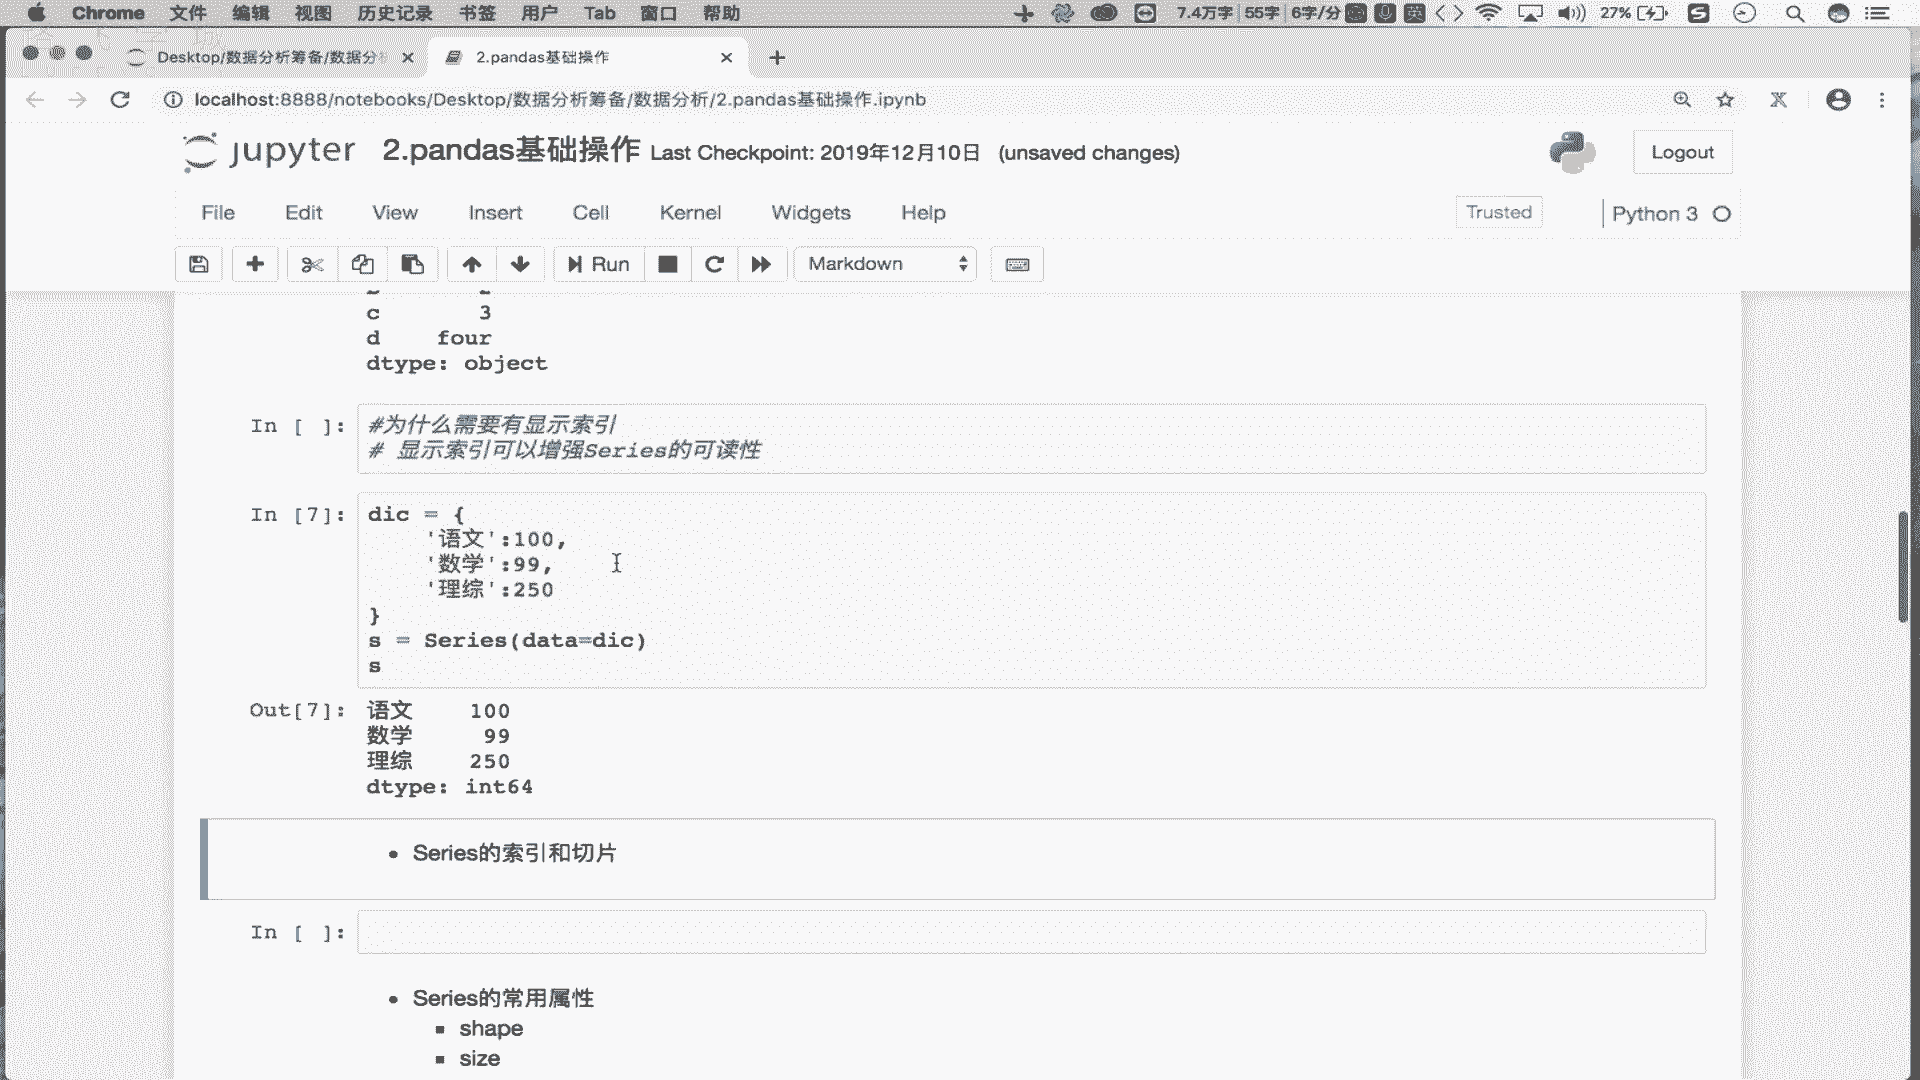 Chrome 文件 编辑 视图 历史记录 书签 用户 Tab 窗口 帮助 7.4万字 55字 6字/分 英 27%
Desktop/数据分析筹备/数据分 2.pandas基础操作
localhost:8888/notebooks/Desktop/数据分析筹备/数据分析/2.pandas基础操作.ipynb
jupyter 2.pandas基础操作 Last Checkpoint: 2019年12月10日 (unsaved changes) Logout
File Edit View Insert Cell Kernel Widgets Help Trusted Python 3
Run Markdown
c 3
d four
dtype: object
In [ ]: #为什么需要有显示索引
# 显示索引可以增强Series的可读性
In [7]: dic = {
'语文':100,
'数学':99,
'理综':250
}
s = Series(data=dic)
s
Out[7]: 语文 100
数学 99
理综 250
dtype: int64
Series的索引和切片
In [ ]:
Series的常用属性
shape
size